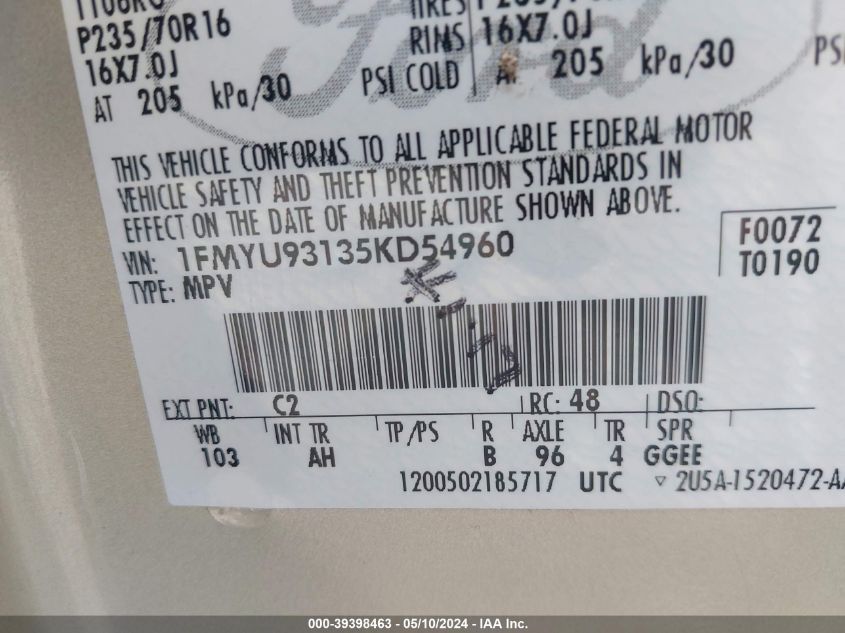 P235/70R16
16X7.0J
AT 205 kPa/30 PSI COLD
RIMS 16X7.0J
AT 205 kPa/30
THIS VEHICLE CONFORMS TO ALL APPLICABLE FEDERAL MOTOR
VEHICLE SAFETY AND THEFT PREVENTION STANDARDS IN
EFFECT ON THE DATE OF MANUFACTURE SHOWN ABOVE.
VIN: 1FMYU93135KD54960
TYPE: MPV
F0072
T0190
EXT PNT: C2 RC: 48 DSO:
WB INT TR TP/PS R AXLE TR SPR
103 AH B 96 4 GGEE
1200502185717 UTC ▿ 2U5A-1520472-AA
000-39398463 — 05/10/2024 — IAA Inc.